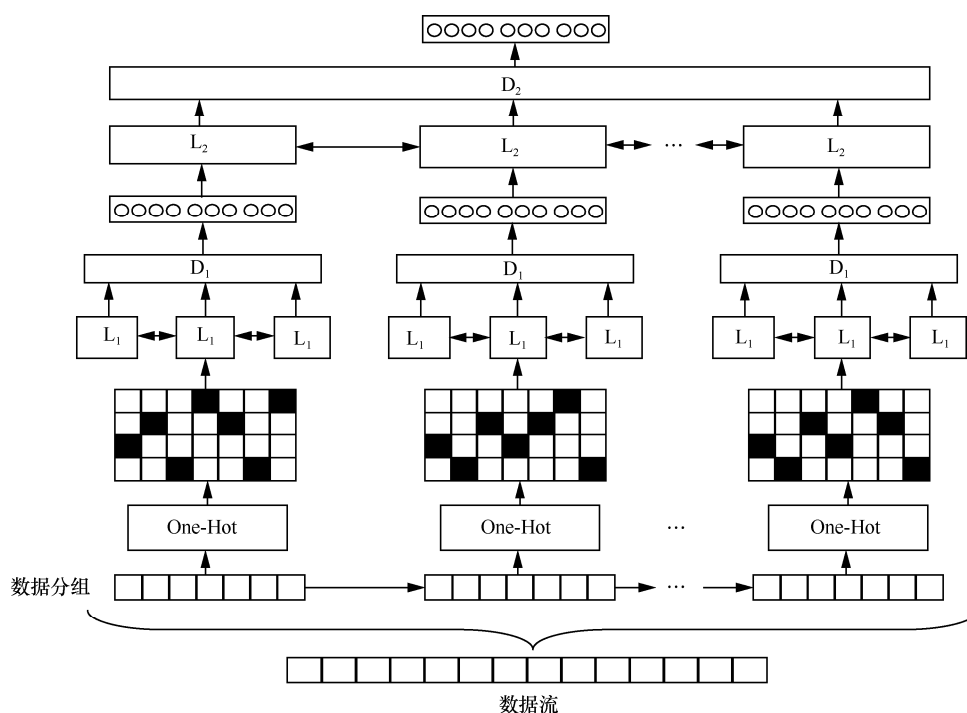 D₂
L₂ L₂ … L₂
D₁ D₁ D₁
L₁ L₁ L₁ L₁ L₁ L₁ L₁ L₁ L₁
One-Hot One-Hot … One-Hot
数据分组 …
数据流